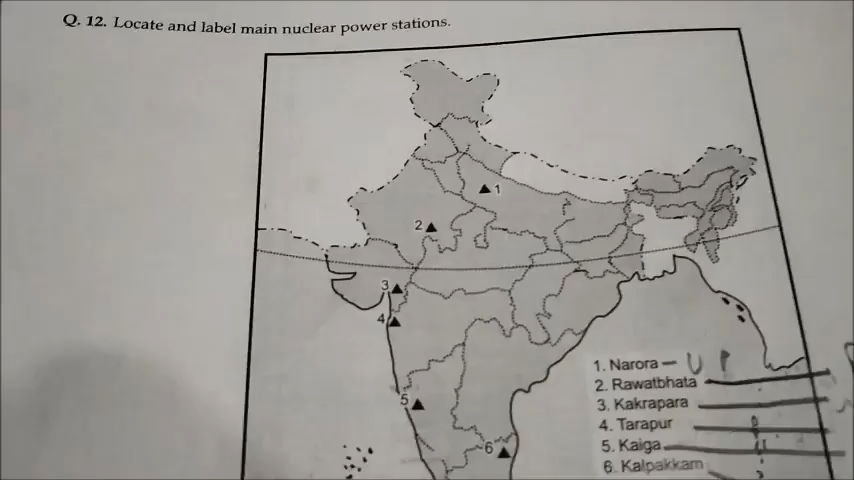 Q. 12. Locate and label main nuclear power stations.
1
2
3
4
5
6
1. Narora — U P
2. Rawatbhata
3. Kakrapara
4. Tarapur
5. Kaiga
6. Kalpakkam